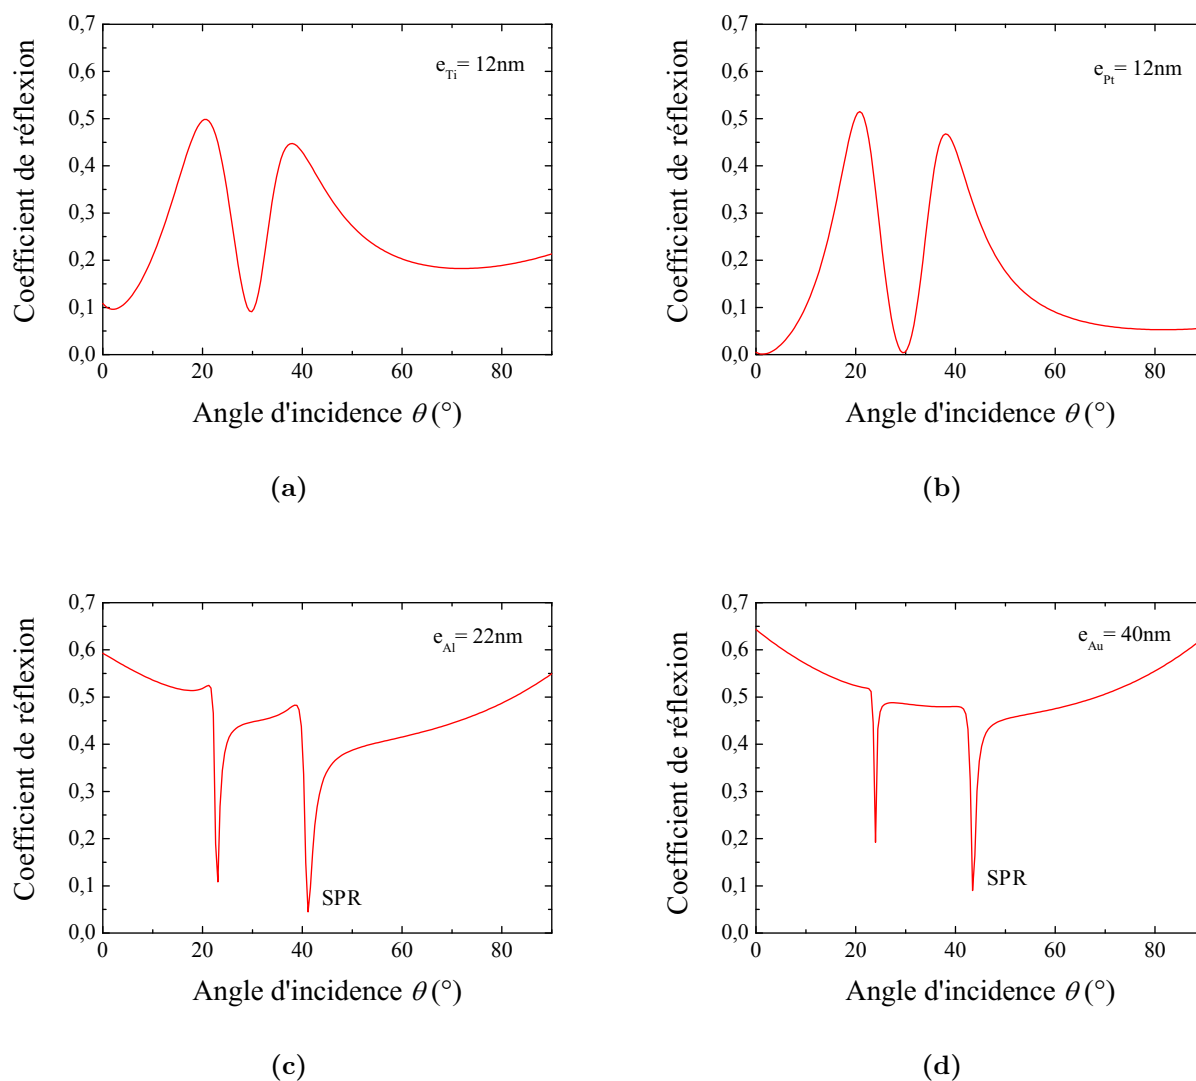 0,7
0,6
0,5
0,4
0,3
0,2
0,1
0,0
Coefficient de réflexion
e_Ti= 12nm
0 20 40 60 80
Angle d'incidence θ (°)
(a)
0,7
0,6
0,5
0,4
0,3
0,2
0,1
0,0
Coefficient de réflexion
e_Pt= 12nm
0 20 40 60 80
Angle d'incidence θ (°)
(b)
0,7
0,6
0,5
0,4
0,3
0,2
0,1
0,0
Coefficient de réflexion
e_Al= 22nm
SPR
0 20 40 60 80
Angle d'incidence θ (°)
(c)
0,7
0,6
0,5
0,4
0,3
0,2
0,1
0,0
Coefficient de réflexion
e_Au= 40nm
SPR
0 20 40 60 80
Angle d'incidence θ (°)
(d)